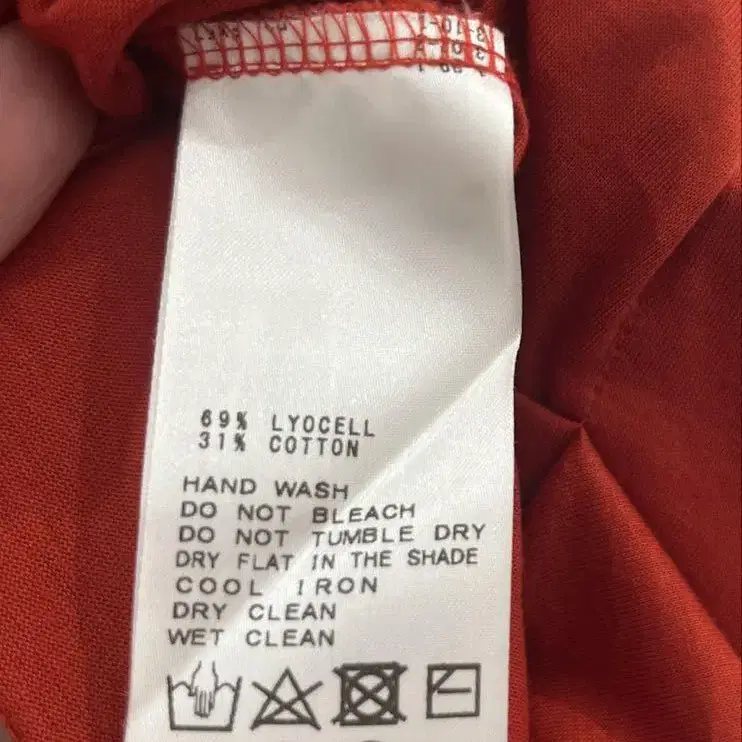 69% LYOCELL
31% COTTON
HAND WASH
DO NOT BLEACH
DO NOT TUMBLE DRY
DRY FLAT IN THE SHADE
COOL IRON
DRY CLEAN
WET CLEAN